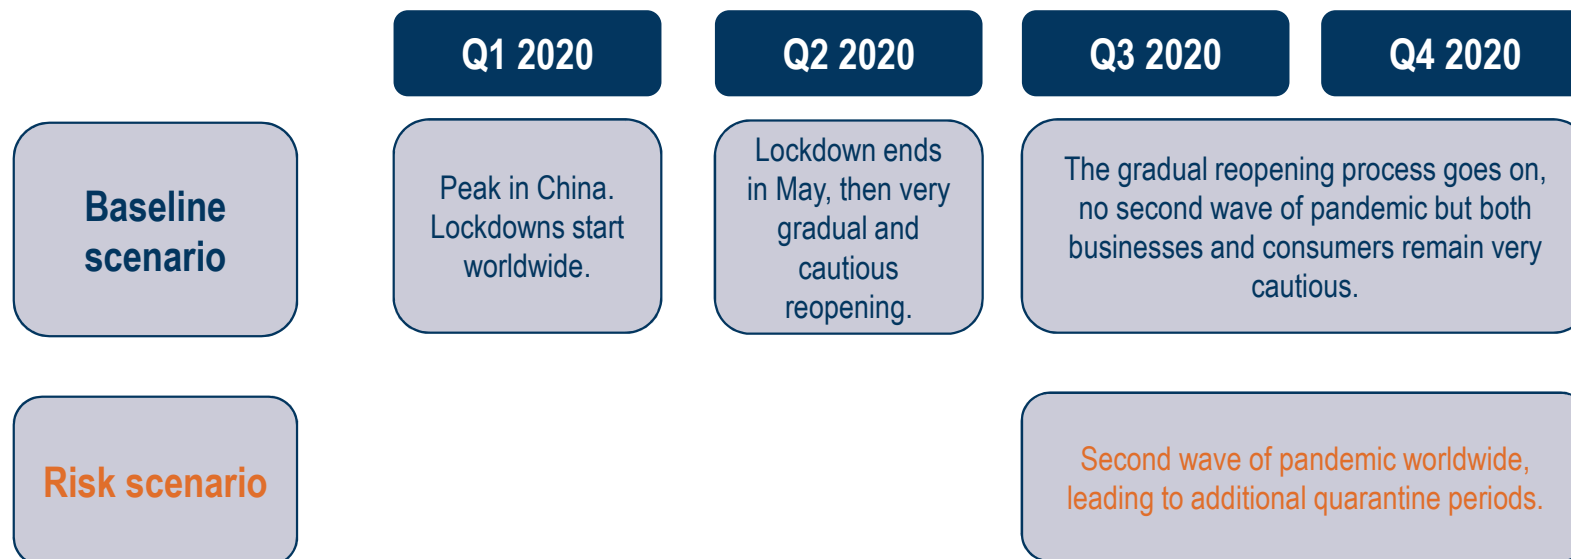 Q1 2020
Q2 2020
Q3 2020
Q4 2020
Baseline
scenario
Peak in China.
Lockdowns start
worldwide.
Lockdown ends
in May, then very
gradual and
cautious
reopening.
The gradual reopening process goes on,
no second wave of pandemic but both
businesses and consumers remain very
cautious.
Risk scenario
Second wave of pandemic worldwide,
leading to additional quarantine periods.